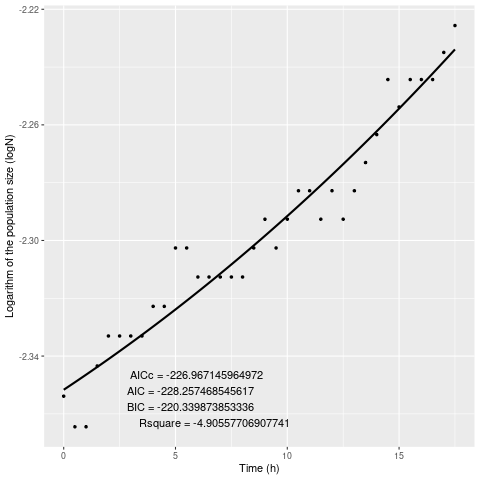 -2.22
-2.26
-2.30
-2.34
Logarithm of the population size (logN)
AICc = -226.967145964972
AIC = -228.257468545617
BIC = -220.339873853336
Rsquare = -4.90557706907741
0 5 10 15
Time (h)